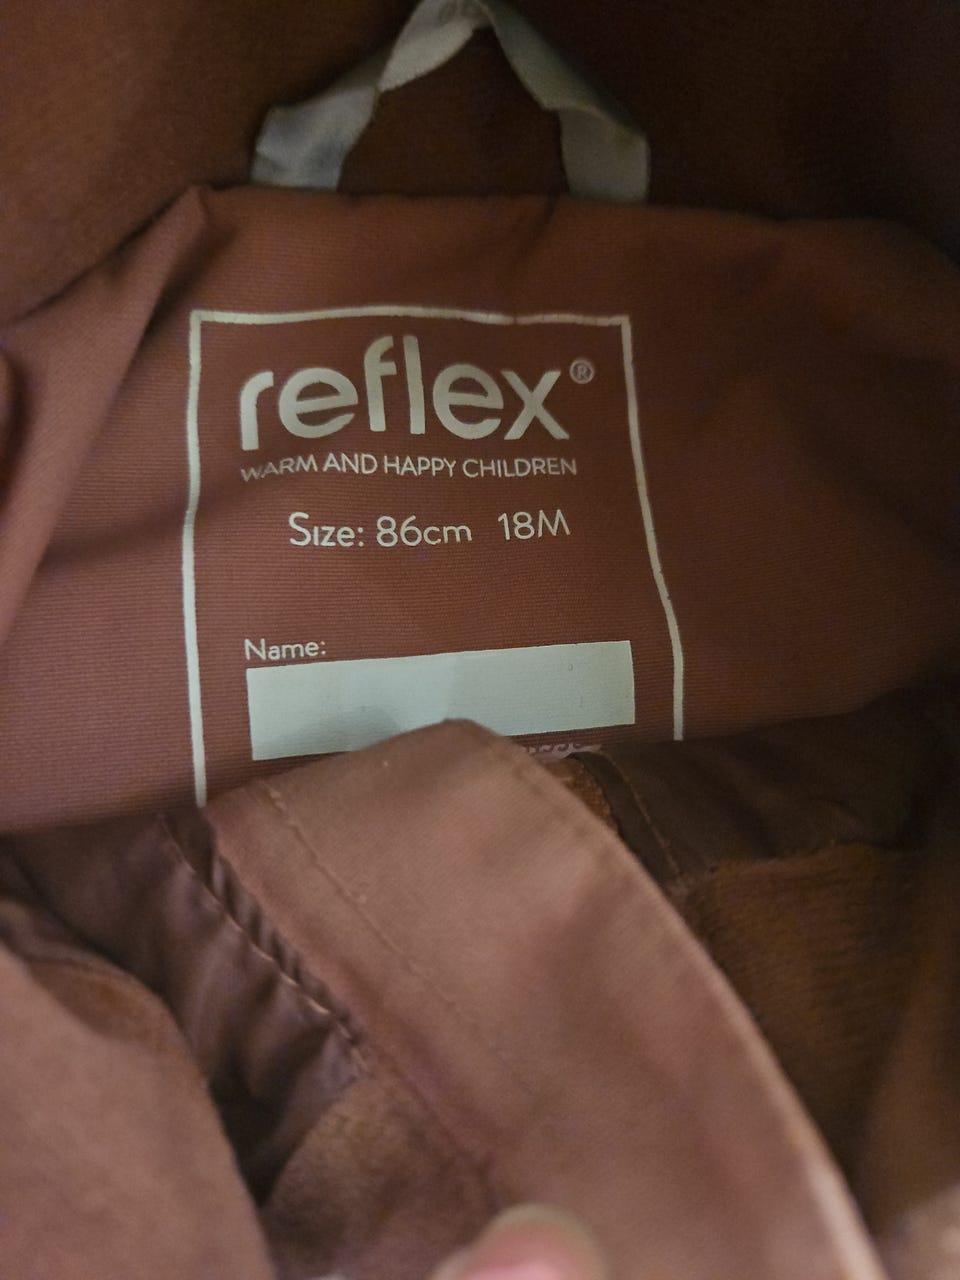 reflex®
WARM AND HAPPY CHILDREN
Size: 86cm 18M
Name: